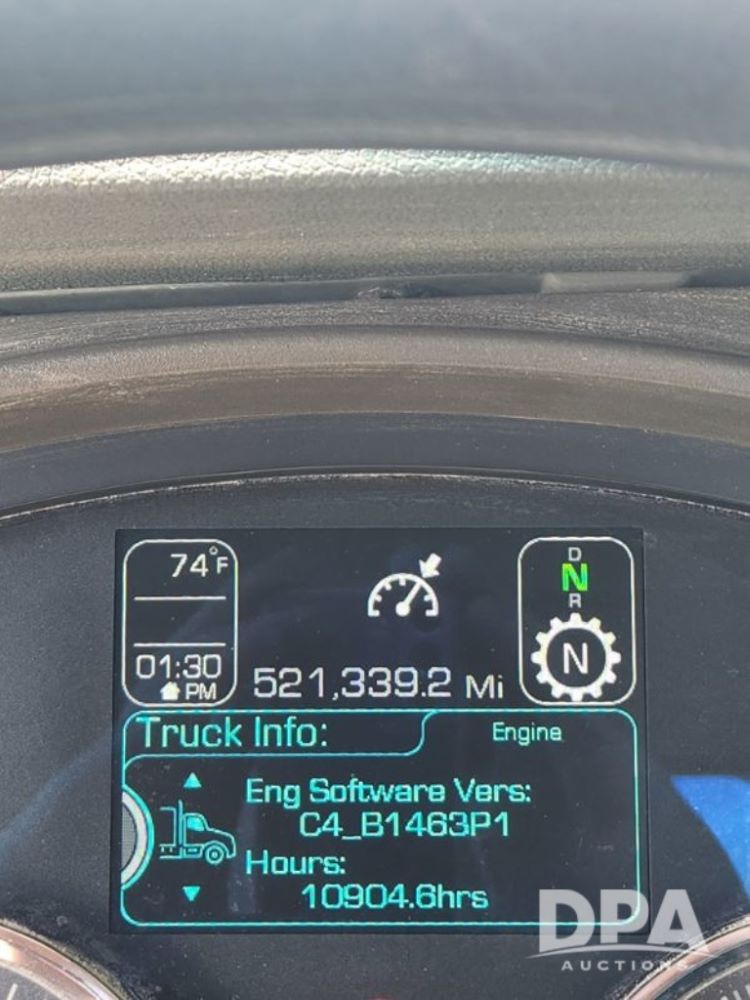 74°F
01:30
PM
521,339.2 Mi
D
N
R
N
Truck Info:
Engine
Eng Software Vers:
C4_B1463P1
Hours:
10904.6hrs
DPA
AUCTIONS